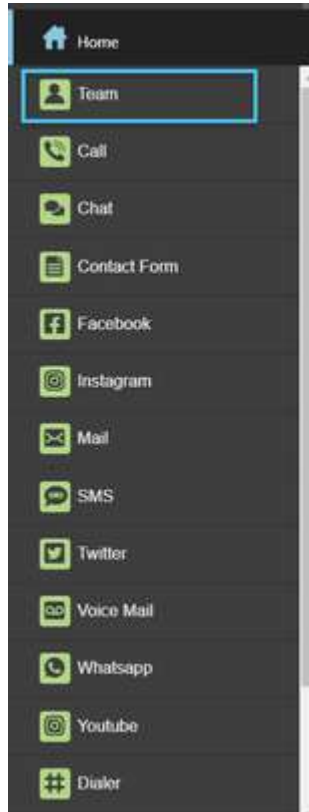 Home
Team
Call
Chat
Contact Form
Facebook
Instagram
Mail
SMS
Twitter
Voice Mail
Whatsapp
Youtube
Dialer